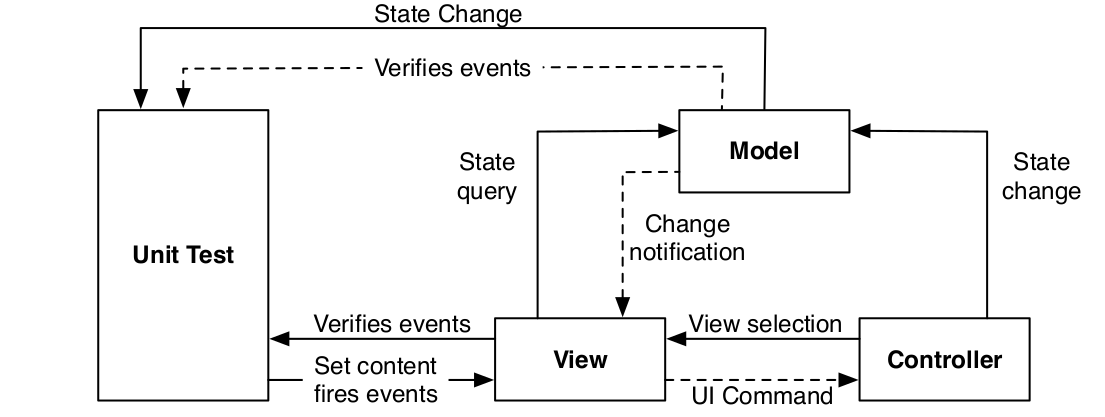 State Change
Verifies events
Model
State
query
State
change
Change
notification
Unit Test
Verifies events
View selection
Set content
fires events
View
Controller
UI Command